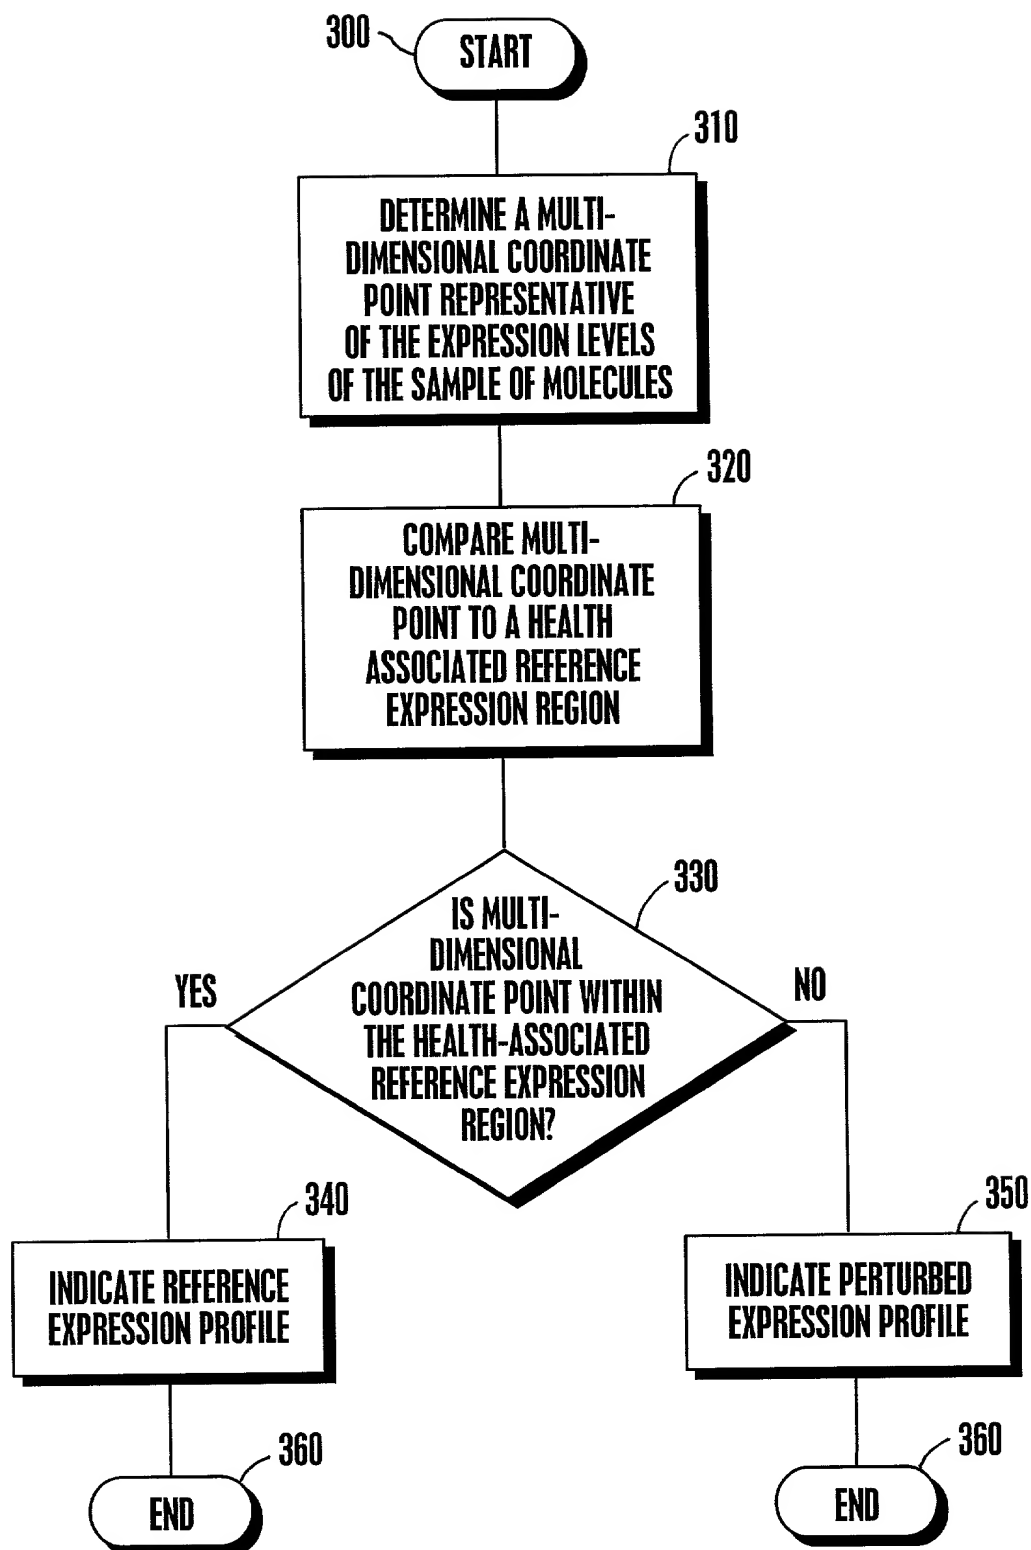 300
START
310
DETERMINE A MULTI-
DIMENSIONAL COORDINATE
POINT REPRESENTATIVE
OF THE EXPRESSION LEVELS
OF THE SAMPLE OF MOLECULES
320
COMPARE MULTI-
DIMENSIONAL COORDINATE
POINT TO A HEALTH
ASSOCIATED REFERENCE
EXPRESSION REGION
330
IS MULTI-
DIMENSIONAL
COORDINATE POINT WITHIN
THE HEALTH-ASSOCIATED
REFERENCE EXPRESSION
REGION?
YES
NO
340
INDICATE REFERENCE
EXPRESSION PROFILE
350
INDICATE PERTURBED
EXPRESSION PROFILE
360
END
360
END